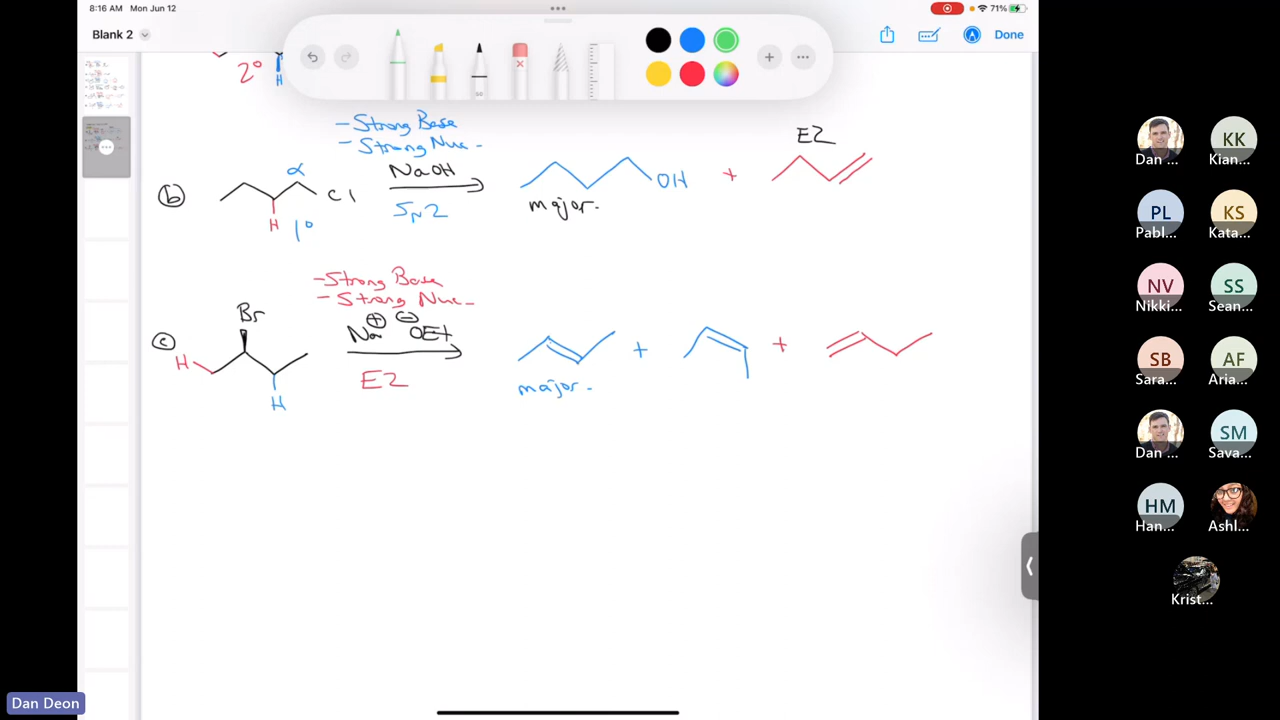 8:16 AM Mon Jun 12
71%
Blank 2
Done
2° H
- Strong Base
- Strong Nuc -
E2
α
NaOH
b
Cl
OH
+
H
1°
SN2
major.
- Strong Base
- Strong Nuc -
Br
Na⊕ ⊖OEt
c
H
+
+
E2
major -
H
Dan ...
KK
Kian...
PL
Pabl...
KS
Kata...
NV
Nikki...
SS
Sean...
SB
Sara...
AF
Aria...
Dan ...
SM
Sava...
HM
Han...
Ashl...
Krist...
Dan Deon